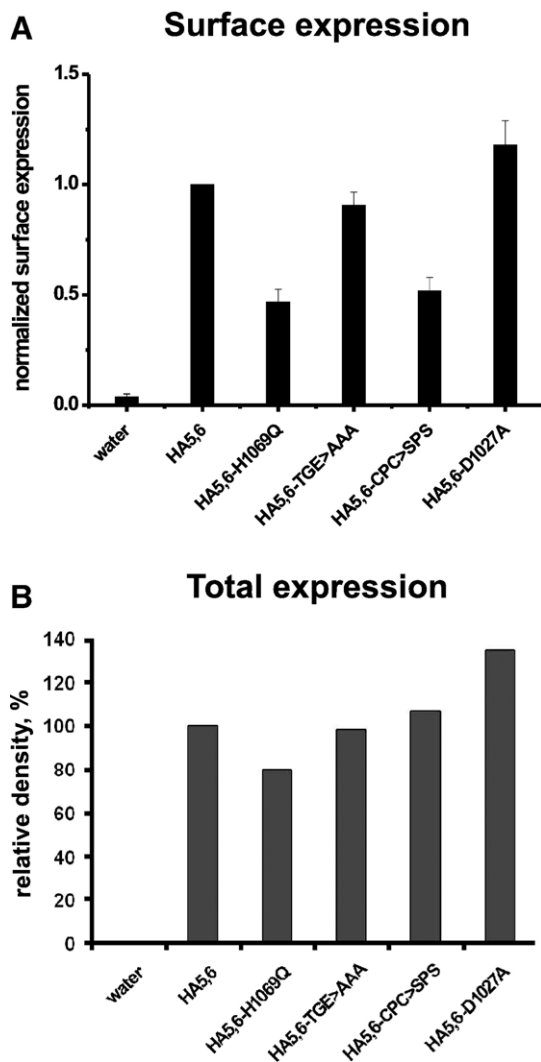 A
Surface expression
normalized surface expression
1.5
1.0
0.5
0.0
water
HA5,6
HA5,6-H1069Q
HA5,6-TGE>AAA
HA5,6-CPC>SPS
HA5,6-D1027A
B
Total expression
relative density, %
140
120
100
80
60
40
20
0
water
HA5,6
HA5,6-H1069Q
HA5,6-TGE>AAA
HA5,6-CPC>SPS
HA5,6-D1027A